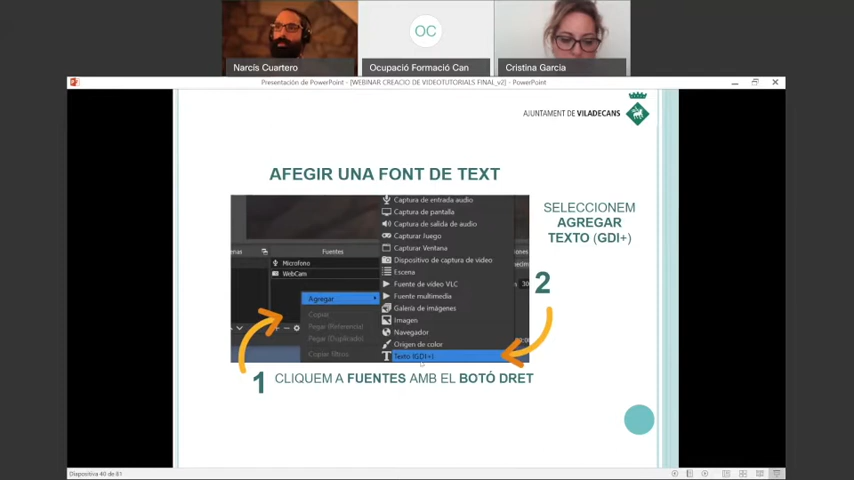 OC
Narcís Cuartero
Ocupació Formació Can
Cristina Garcia
Presentación de PowerPoint - [WEBINAR CREACIO DE VIDEOTUTORIALS FINAL_v2] - PowerPoint
AJUNTAMENT DE VILADECANS
AFEGIR UNA FONT DE TEXT
SELECCIONEM
AGREGAR
TEXTO (GDI+)
2
Fuentes
Microfono
WebCam
Agregar
Copiar
Pegar (Referencia)
Pegar (Duplicado)
Copiar filtros
Captura de entrada audio
Captura de pantalla
Captura de salida de audio
Capturar Juego
Capturar Ventana
Dispositivo de captura de video
Escena
Fuente de vídeo VLC
Fuente multimedia
Galería de imágenes
Imagen
Navegador
Origen de color
Texto (GDI+)
1 CLIQUEM A FUENTES AMB EL BOTÓ DRET
Diapositiva 40 de 81